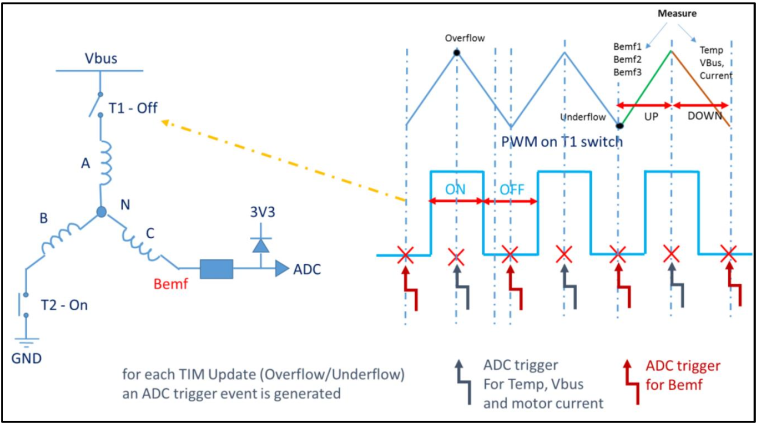 Vbus
T1 - Off
A
N
B
C
3V3
ADC
Bemf
T2 - On
GND
for each TIM Update (Overflow/Underflow)
an ADC trigger event is generated
Measure
Overflow
Bemf1
Bemf2
Bemf3
Temp
VBus,
Current
Underflow
UP
DOWN
PWM on T1 switch
ON
OFF
ADC trigger
For Temp, Vbus
and motor current
ADC trigger
for Bemf